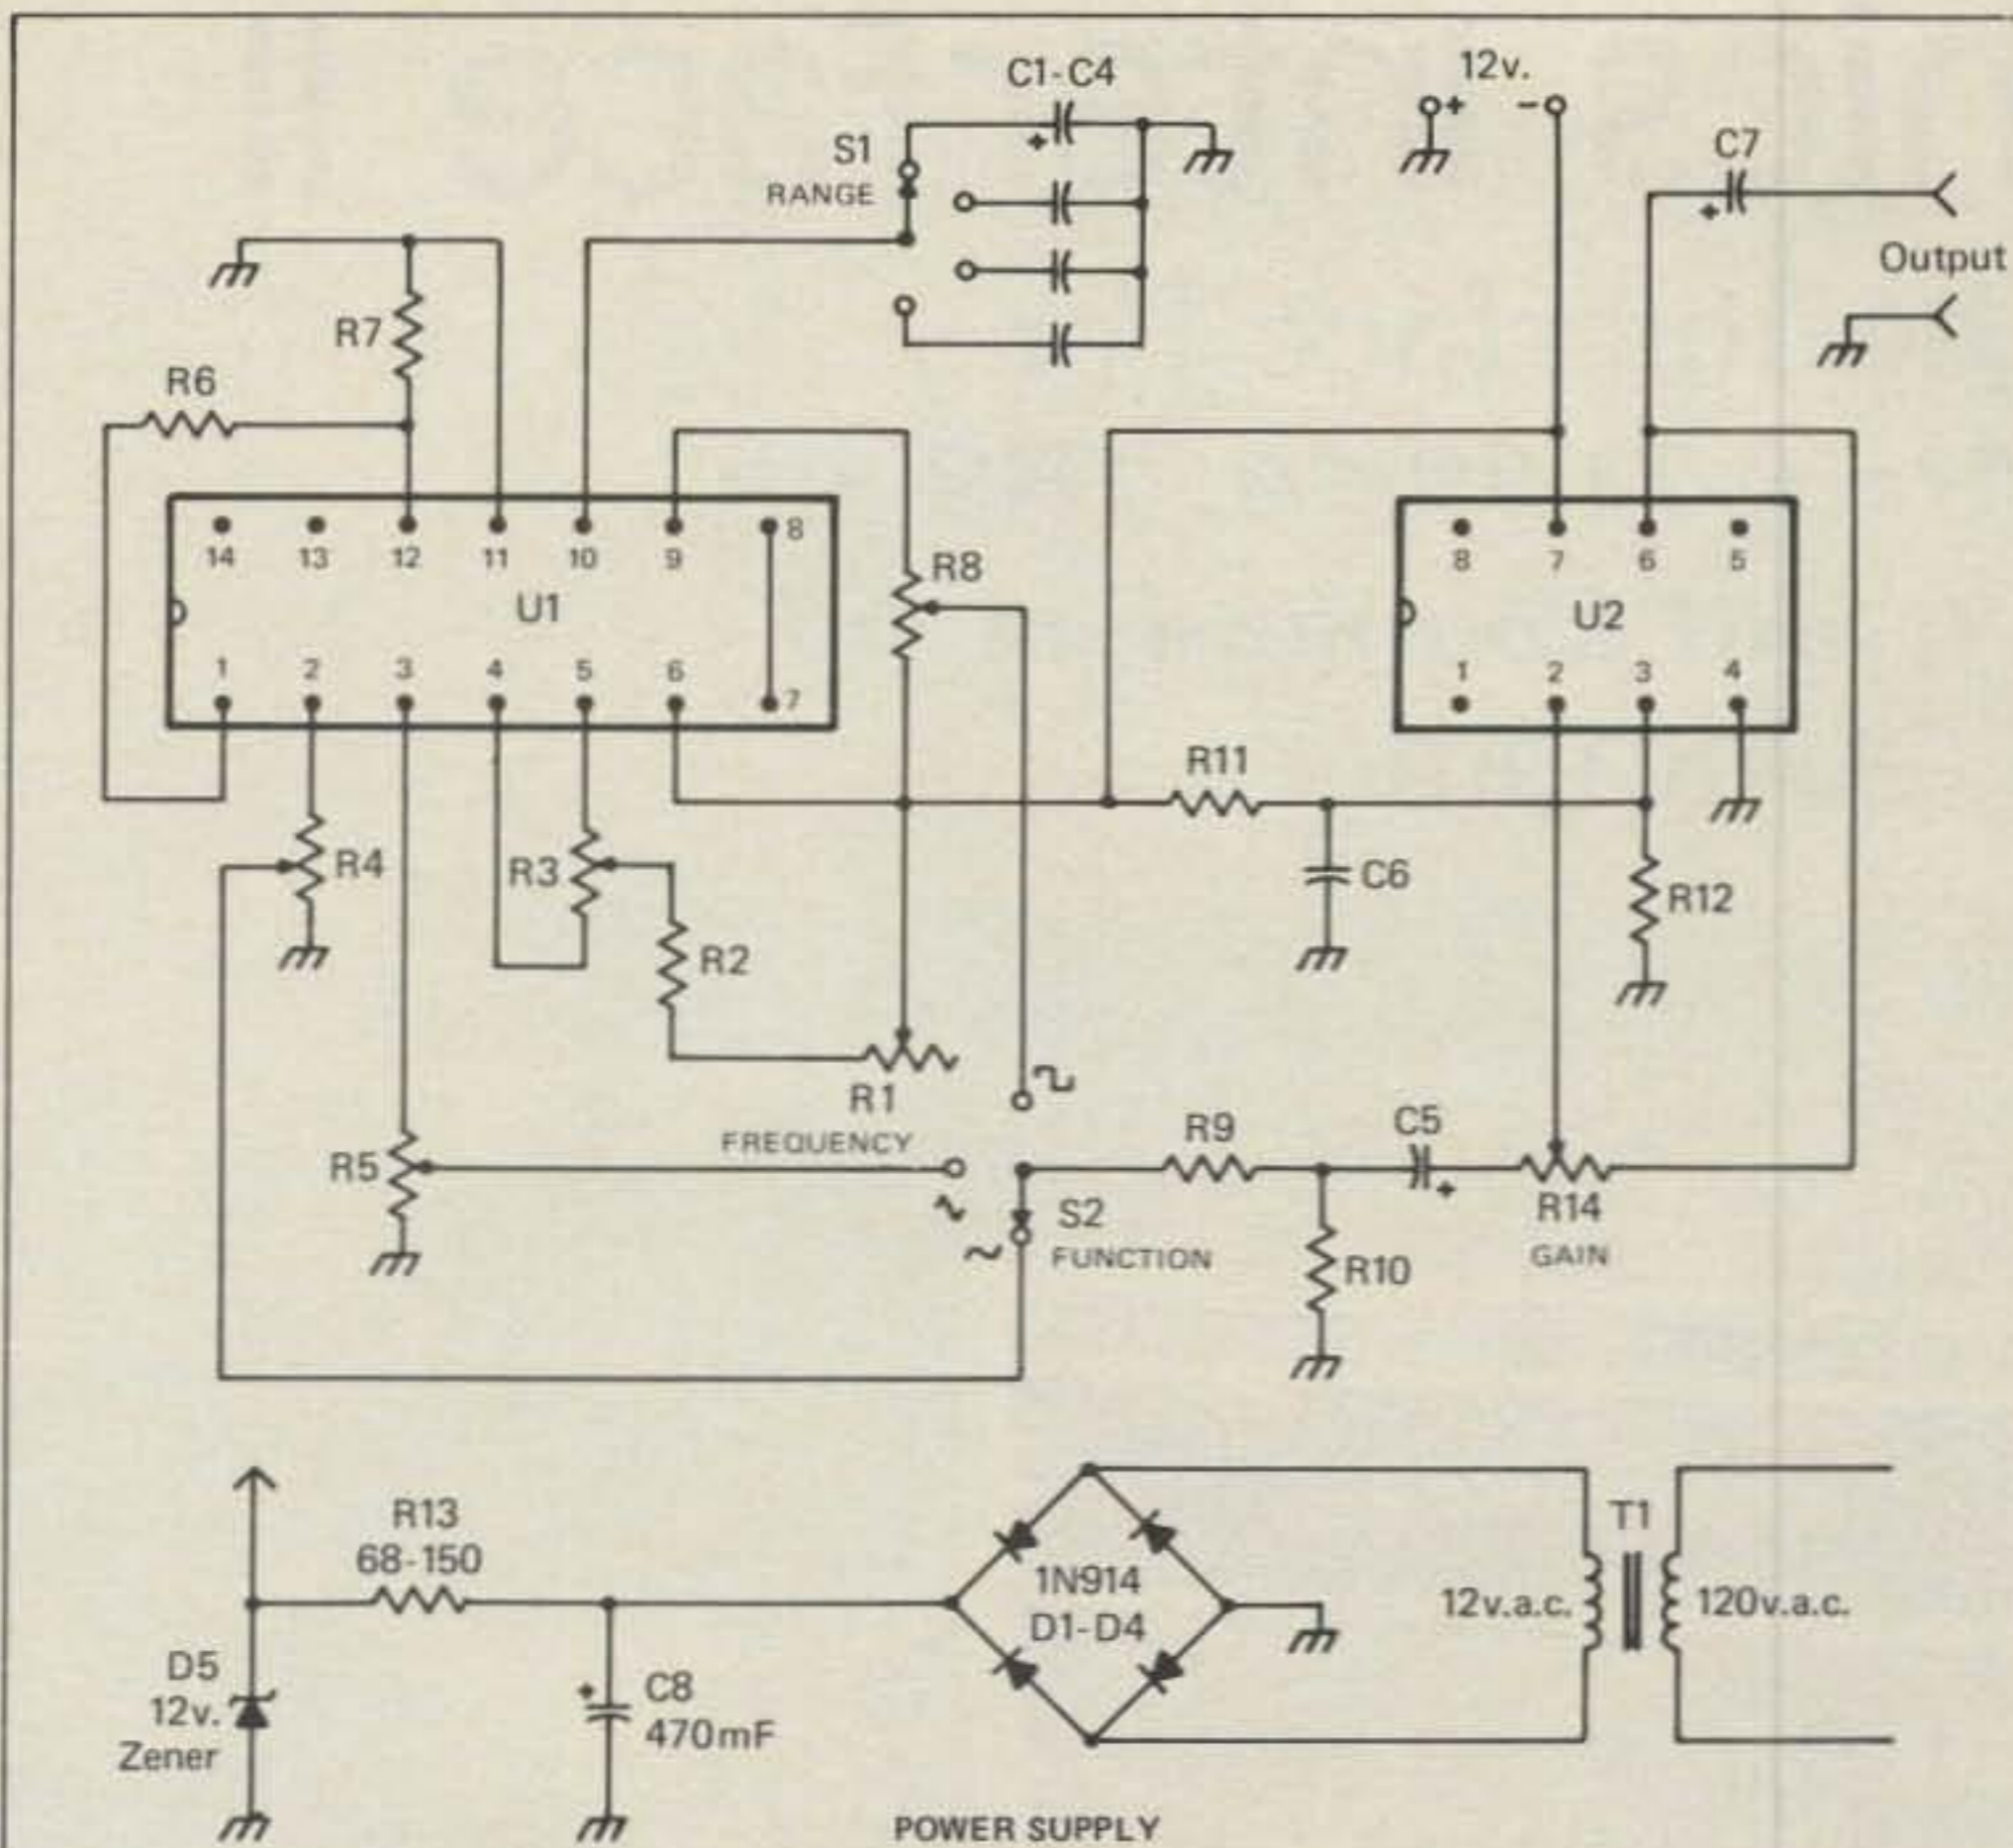 C1-C4
12v.
+ -
+
S1
RANGE
C7
+
Output
R7
R6
14 13 12 11 10 9 8
U1
1 2 3 4 5 6 7
R8
8 7 6 5
U2
1 2 3 4
R11
R4
R3
C6
R12
R2
R1
FREQUENCY
R5
R9
C5
+
S2
FUNCTION
R14
GAIN
R10
R13
68-150
T1
1N914
D1-D4
12v.a.c.
120v.a.c.
D5
12v.
Zener
+
C8
470mF
POWER SUPPLY